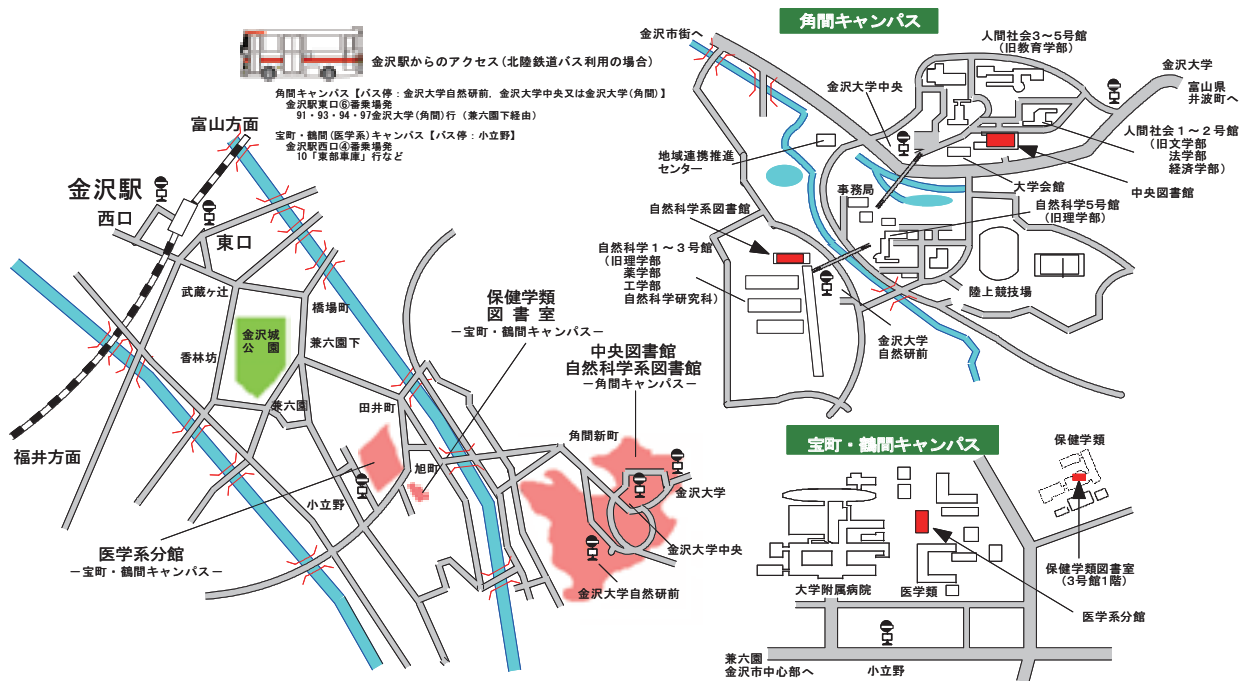 金沢駅からのアクセス(北陸鉄道バス利用の場合)
角間キャンパス【バス停:金沢大学自然研前，金沢大学中央又は金沢大学(角間)】
金沢駅東口⑥番乗場発
91・93・94・97金沢大学(角間)行 (兼六園下経由)
宝町・鶴間(医学系)キャンパス【バス停:小立野】
金沢駅西口④番乗場発
10「東部車庫」行など
富山方面
金沢駅
西口
東口
武蔵ヶ辻
橋場町
金沢城
公園
兼六園下
香林坊
兼六園
田井町
福井方面
旭町
小立野
保健学類
図書室
−宝町・鶴間キャンパス−
中央図書館
自然科学系図書館
−角間キャンパス−
角間新町
金沢大学
金沢大学中央
金沢大学自然研前
医学系分館
−宝町・鶴間キャンパス−
角間キャンパス
金沢市街へ
人間社会3～5号館
(旧教育学部)
金沢大学
富山県
井波町へ
金沢大学中央
地域連携推進
センター
人間社会1～2号館
(旧文学部
法学部
経済学部)
中央図書館
大学会館
事務局
自然科学5号館
(旧理学部)
自然科学系図書館
自然科学1～3号館
(旧理学部
薬学部
工学部
自然科学研究科)
陸上競技場
金沢大学
自然研前
宝町・鶴間キャンパス
保健学類
保健学類図書室
(3号館1階)
大学附属病院
医学類
医学系分館
兼六園
金沢市中心部へ
小立野